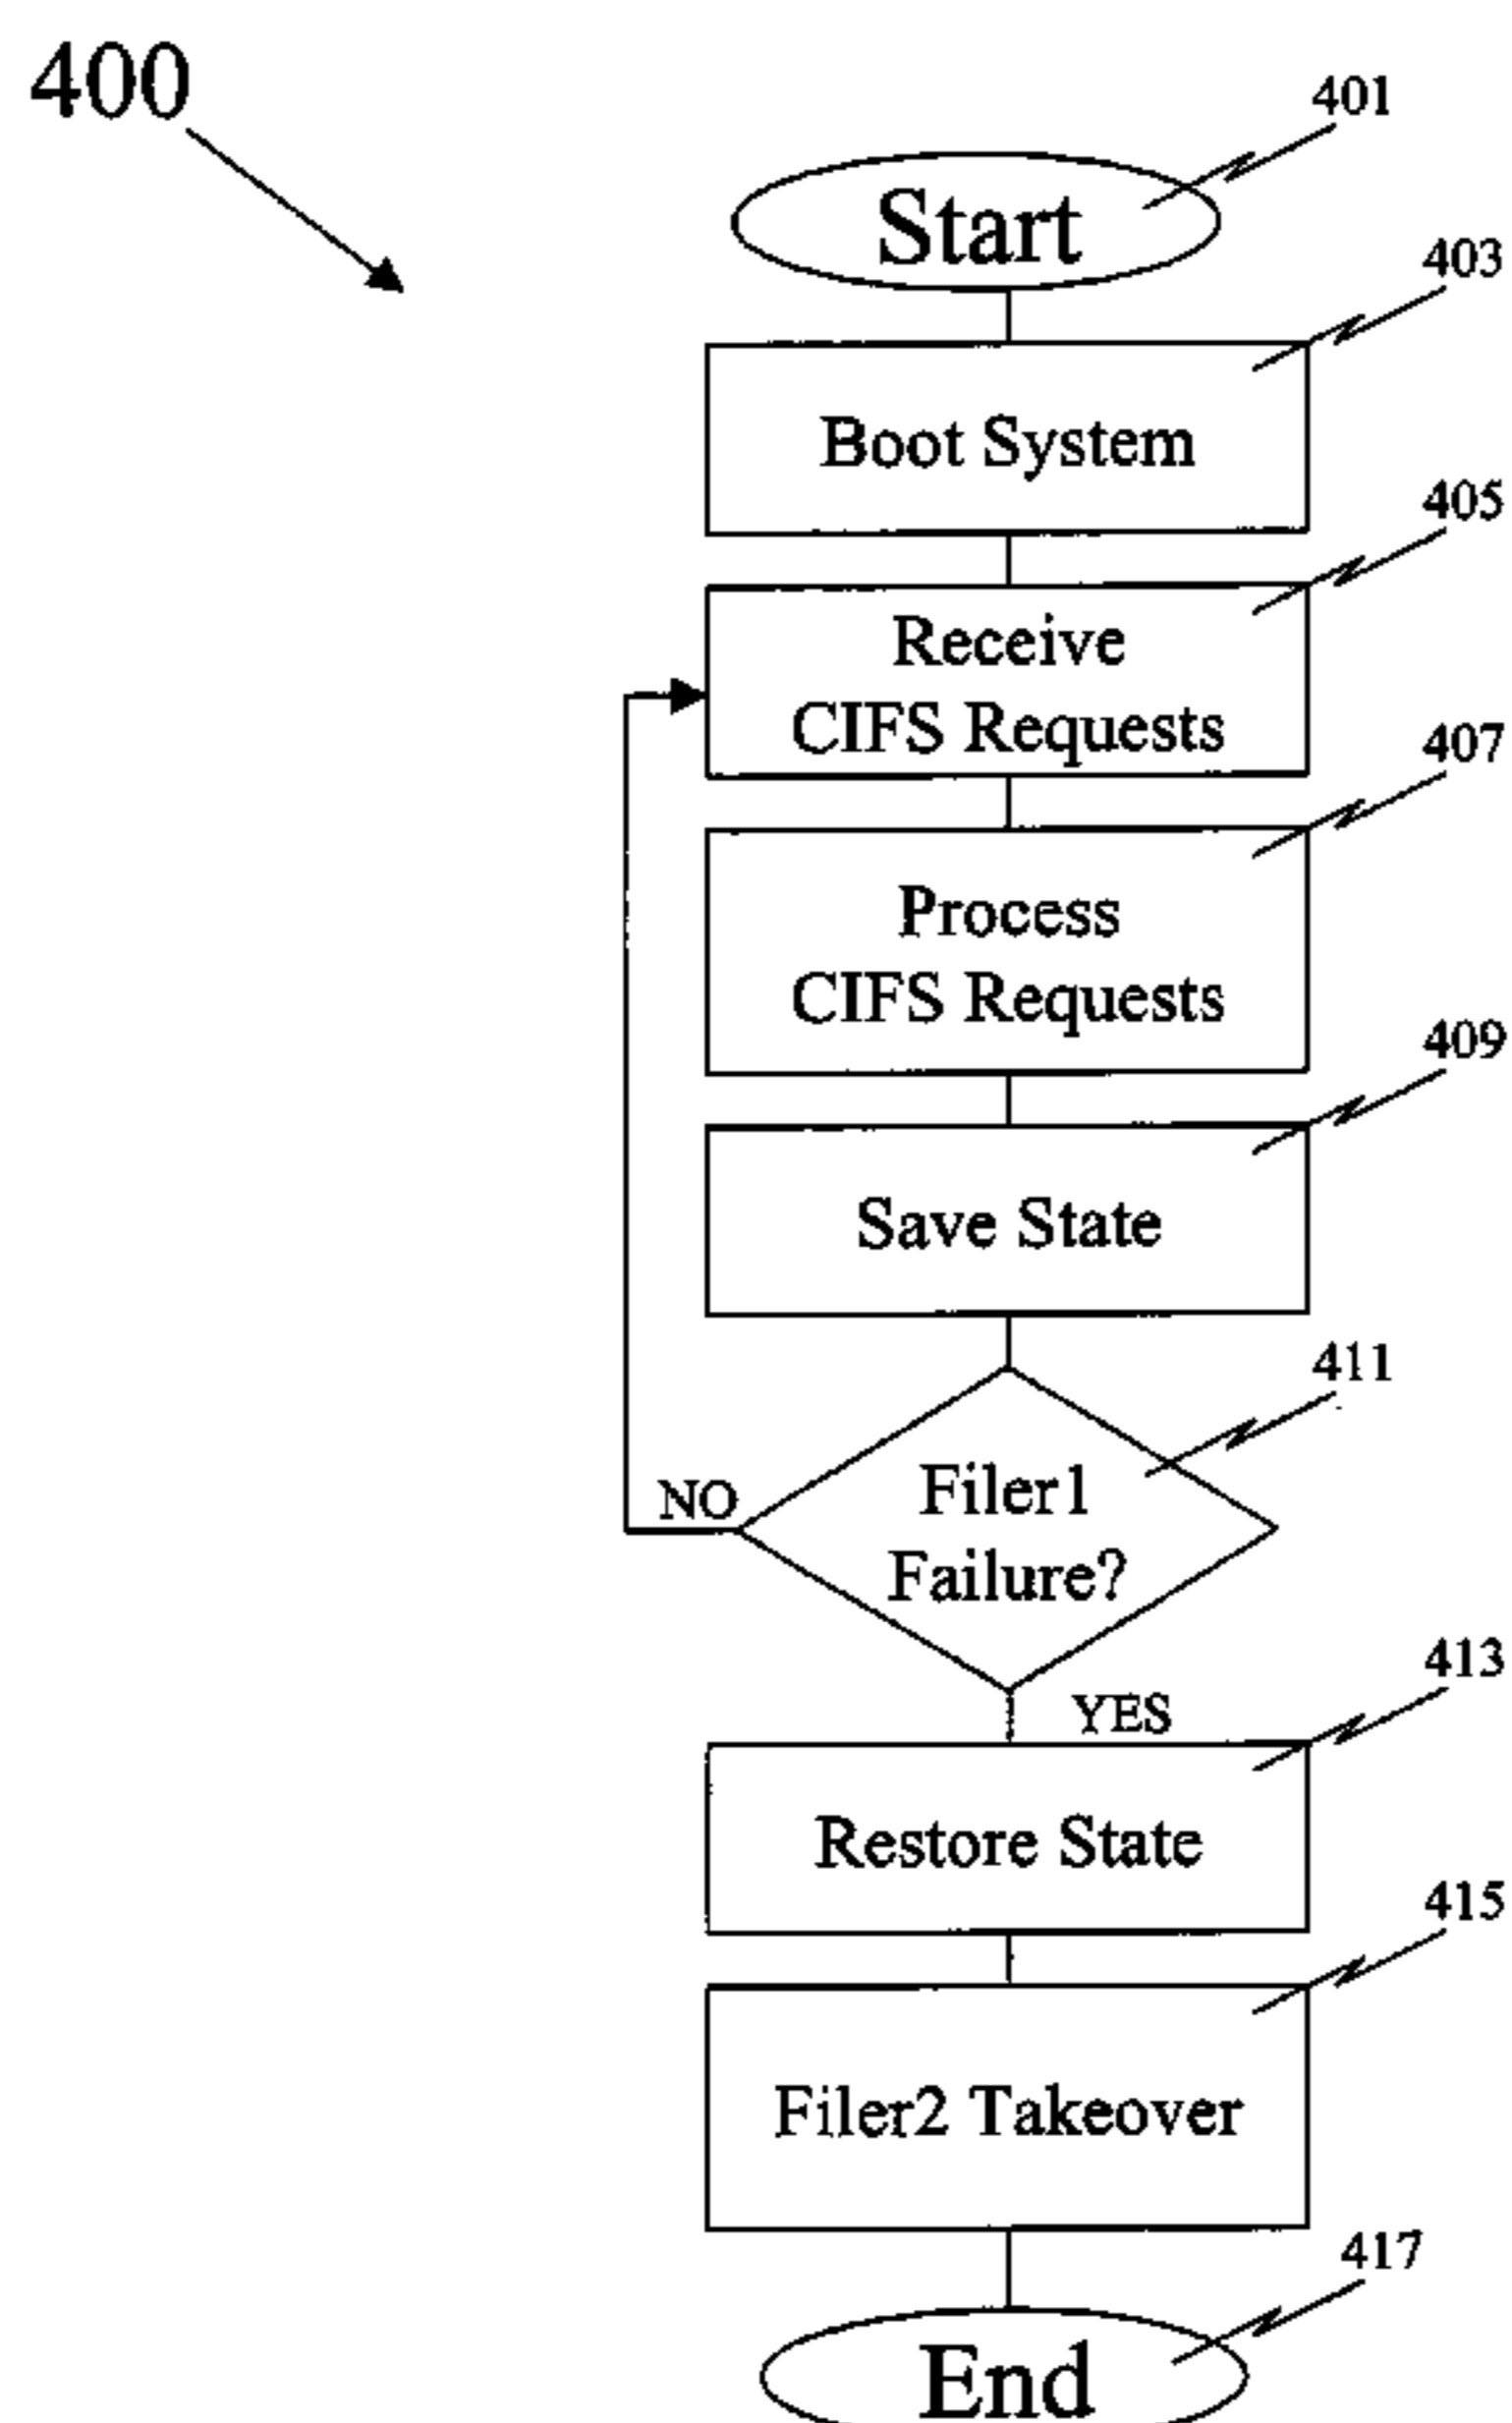 400
401
Start
403
Boot System
405
Receive
CIFS Requests
407
Process
CIFS Requests
409
Save State
411
Filer1
Failure?
NO
YES
413
Restore State
415
Filer2 Takeover
417
End